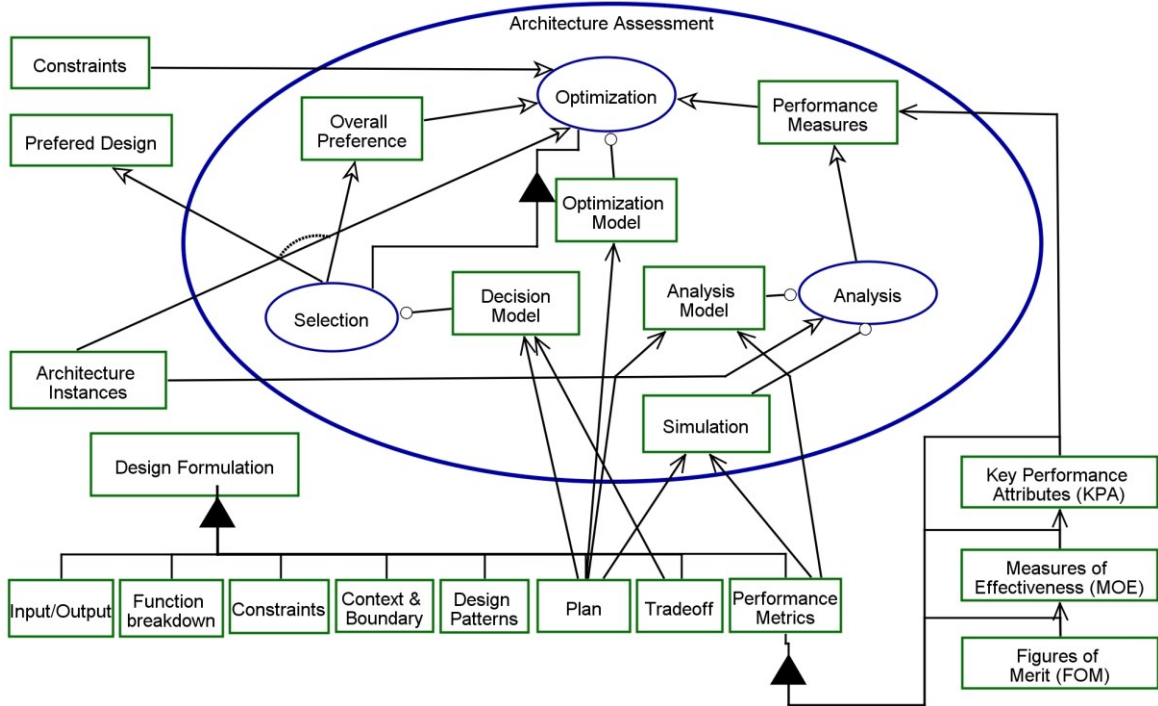 Architecture Assessment
Constraints
Optimization
Overall
Preference
Performance
Measures
Prefered Design
Optimization
Model
Decision
Model
Analysis
Model
Analysis
Selection
Architecture
Instances
Simulation
Design Formulation
Key Performance
Attributes (KPA)
Measures of
Effectiveness (MOE)
Figures of
Merit (FOM)
Input/Output
Function
breakdown
Constraints
Context &
Boundary
Design
Patterns
Plan
Tradeoff
Performance
Metrics